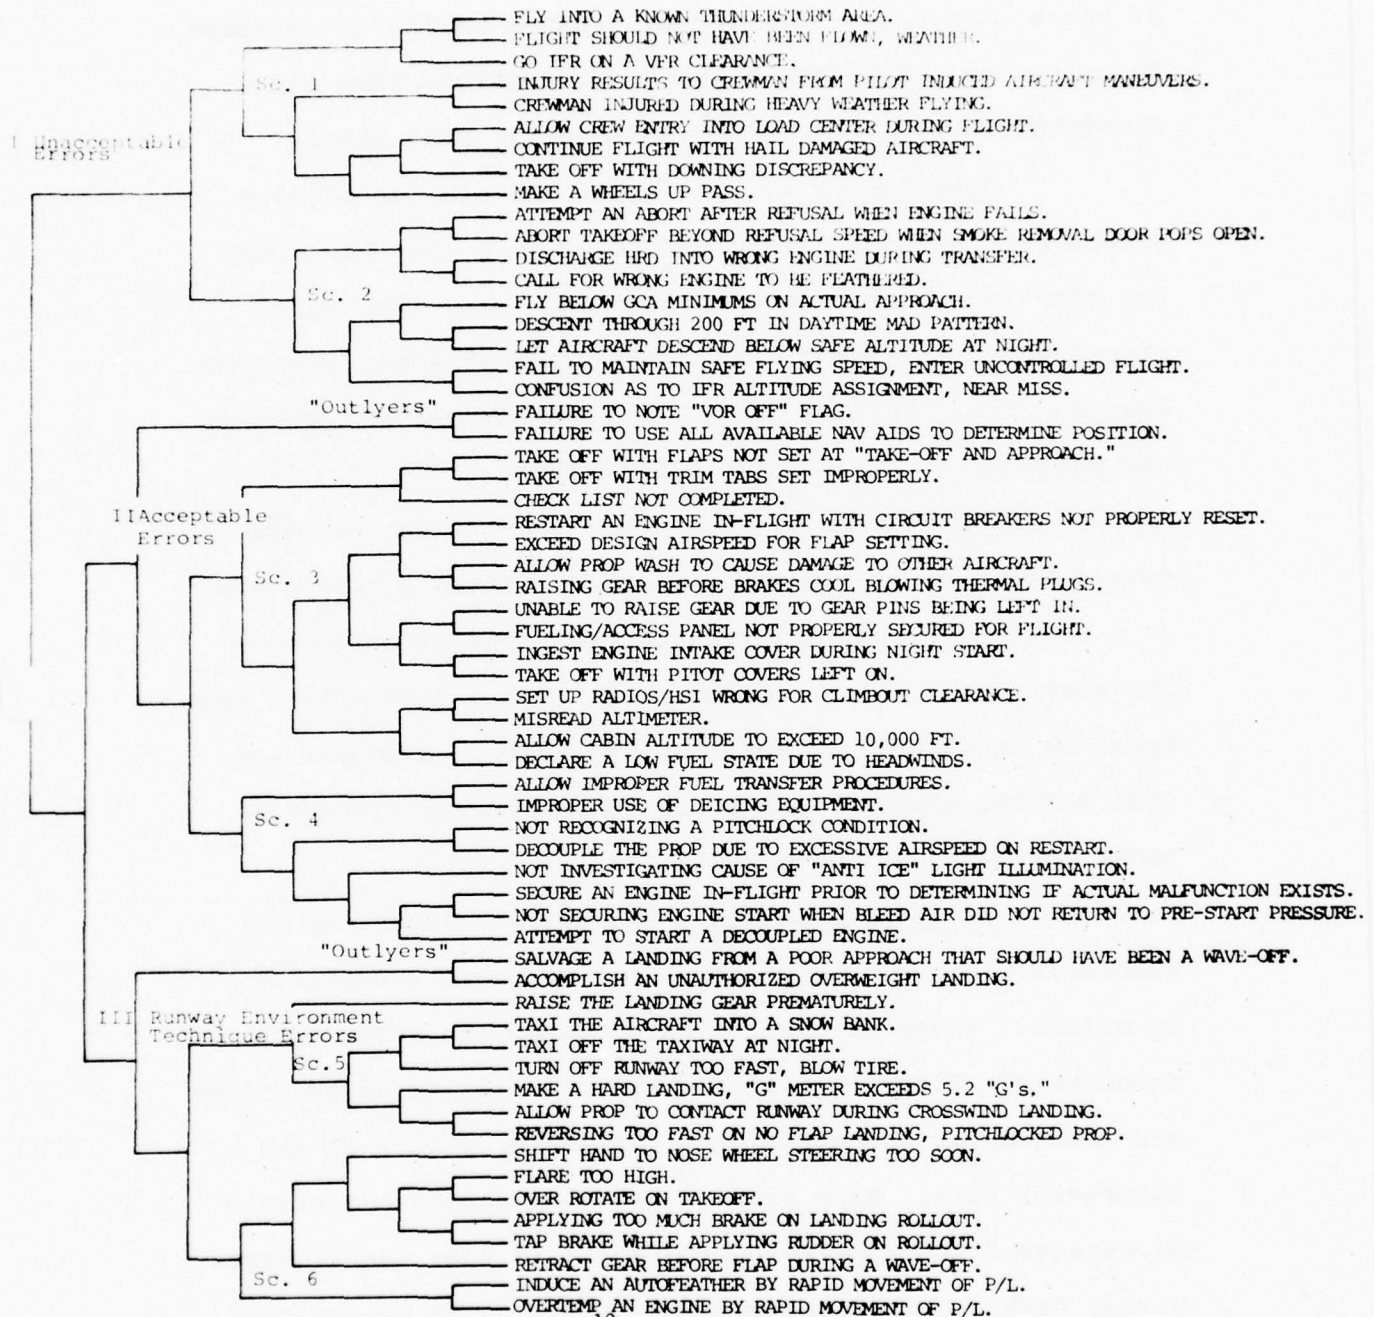 FLY INTO A KNOWN THUNDERSTORM AREA.
FLIGHT SHOULD NOT HAVE BEEN FLOWN, WEATHER.
GO IFR ON A VFR CLEARANCE.
Sc. 1
INJURY RESULTS TO CREWMAN FROM PILOT INDUCED AIRCRAFT MANEUVERS.
CREWMAN INJURED DURING HEAVY WEATHER FLYING.
ALLOW CREW ENTRY INTO LOAD CENTER DURING FLIGHT.
I Unacceptable
Errors
CONTINUE FLIGHT WITH HAIL DAMAGED AIRCRAFT.
TAKE OFF WITH DOWNING DISCREPANCY.
MAKE A WHEELS UP PASS.
ATTEMPT AN ABORT AFTER REFUSAL WHEN ENGINE FAILS.
ABORT TAKEOFF BEYOND REFUSAL SPEED WHEN SMOKE REMOVAL DOOR POPS OPEN.
DISCHARGE HRD INTO WRONG ENGINE DURING TRANSFER.
CALL FOR WRONG ENGINE TO BE FEATHERED.
Sc. 2
FLY BELOW GCA MINIMUMS ON ACTUAL APPROACH.
DESCENT THROUGH 200 FT IN DAYTIME MAD PATTERN.
LET AIRCRAFT DESCEND BELOW SAFE ALTITUDE AT NIGHT.
FAIL TO MAINTAIN SAFE FLYING SPEED, ENTER UNCONTROLLED FLIGHT.
CONFUSION AS TO IFR ALTITUDE ASSIGNMENT, NEAR MISS.
"Outlyers"
FAILURE TO NOTE "VOR OFF" FLAG.
FAILURE TO USE ALL AVAILABLE NAV AIDS TO DETERMINE POSITION.
TAKE OFF WITH FLAPS NOT SET AT "TAKE-OFF AND APPROACH."
TAKE OFF WITH TRIM TABS SET IMPROPERLY.
CHECK LIST NOT COMPLETED.
IIAcceptable
Errors
RESTART AN ENGINE IN-FLIGHT WITH CIRCUIT BREAKERS NOT PROPERLY RESET.
EXCEED DESIGN AIRSPEED FOR FLAP SETTING.
ALLOW PROP WASH TO CAUSE DAMAGE TO OTHER AIRCRAFT.
Sc. 3
RAISING GEAR BEFORE BRAKES COOL BLOWING THERMAL PLUGS.
UNABLE TO RAISE GEAR DUE TO GEAR PINS BEING LEFT IN.
FUELING/ACCESS PANEL NOT PROPERLY SECURED FOR FLIGHT.
INGEST ENGINE INTAKE COVER DURING NIGHT START.
TAKE OFF WITH PITOT COVERS LEFT ON.
SET UP RADIOS/HSI WRONG FOR CLIMBOUT CLEARANCE.
MISREAD ALTIMETER.
ALLOW CABIN ALTITUDE TO EXCEED 10,000 FT.
DECLARE A LOW FUEL STATE DUE TO HEADWINDS.
ALLOW IMPROPER FUEL TRANSFER PROCEDURES.
IMPROPER USE OF DEICING EQUIPMENT.
Sc. 4
NOT RECOGNIZING A PITCHLOCK CONDITION.
DECOUPLE THE PROP DUE TO EXCESSIVE AIRSPEED ON RESTART.
NOT INVESTIGATING CAUSE OF "ANTI ICE" LIGHT ILLUMINATION.
SECURE AN ENGINE IN-FLIGHT PRIOR TO DETERMINING IF ACTUAL MALFUNCTION EXISTS.
NOT SECURING ENGINE START WHEN BLEED AIR DID NOT RETURN TO PRE-START PRESSURE.
ATTEMPT TO START A DECOUPLED ENGINE.
"Outlyers"
SALVAGE A LANDING FROM A POOR APPROACH THAT SHOULD HAVE BEEN A WAVE-OFF.
ACCOMPLISH AN UNAUTHORIZED OVERWEIGHT LANDING.
RAISE THE LANDING GEAR PREMATURELY.
III Runway Environment
Technique Errors
TAXI THE AIRCRAFT INTO A SNOW BANK.
TAXI OFF THE TAXIWAY AT NIGHT.
Sc.5
TURN OFF RUNWAY TOO FAST, BLOW TIRE.
MAKE A HARD LANDING, "G" METER EXCEEDS 5.2 "G's."
ALLOW PROP TO CONTACT RUNWAY DURING CROSSWIND LANDING.
REVERSING TOO FAST ON NO FLAP LANDING, PITCHLOCKED PROP.
SHIFT HAND TO NOSE WHEEL STEERING TOO SOON.
FLARE TOO HIGH.
OVER ROTATE ON TAKEOFF.
APPLYING TOO MUCH BRAKE ON LANDING ROLLOUT.
TAP BRAKE WHILE APPLYING RUDDER ON ROLLOUT.
RETRACT GEAR BEFORE FLAP DURING A WAVE-OFF.
Sc. 6
INDUCE AN AUTOFEATHER BY RAPID MOVEMENT OF P/L.
OVERTEMP AN ENGINE BY RAPID MOVEMENT OF P/L.